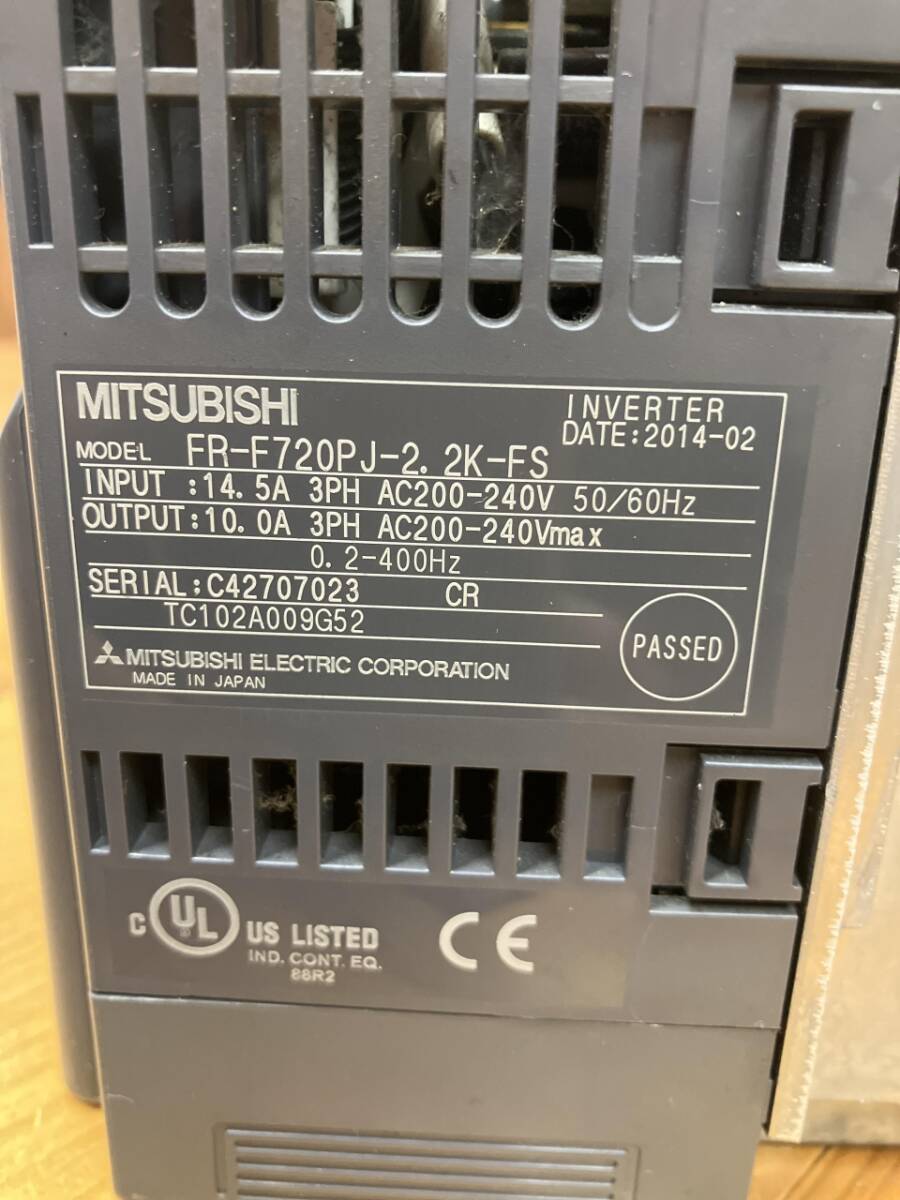 MITSUBISHI
INVERTER
DATE:2014-02
MODEL FR-F720PJ-2.2K-FS
INPUT :14.5A 3PH AC200-240V 50/60Hz
OUTPUT:10.0A 3PH AC200-240Vmax
0.2-400Hz
SERIAL:C42707023 CR
TC102A009G52
PASSED
MITSUBISHI ELECTRIC CORPORATION
MADE IN JAPAN
C UL US LISTED
IND. CONT. EQ.
88R2
CE